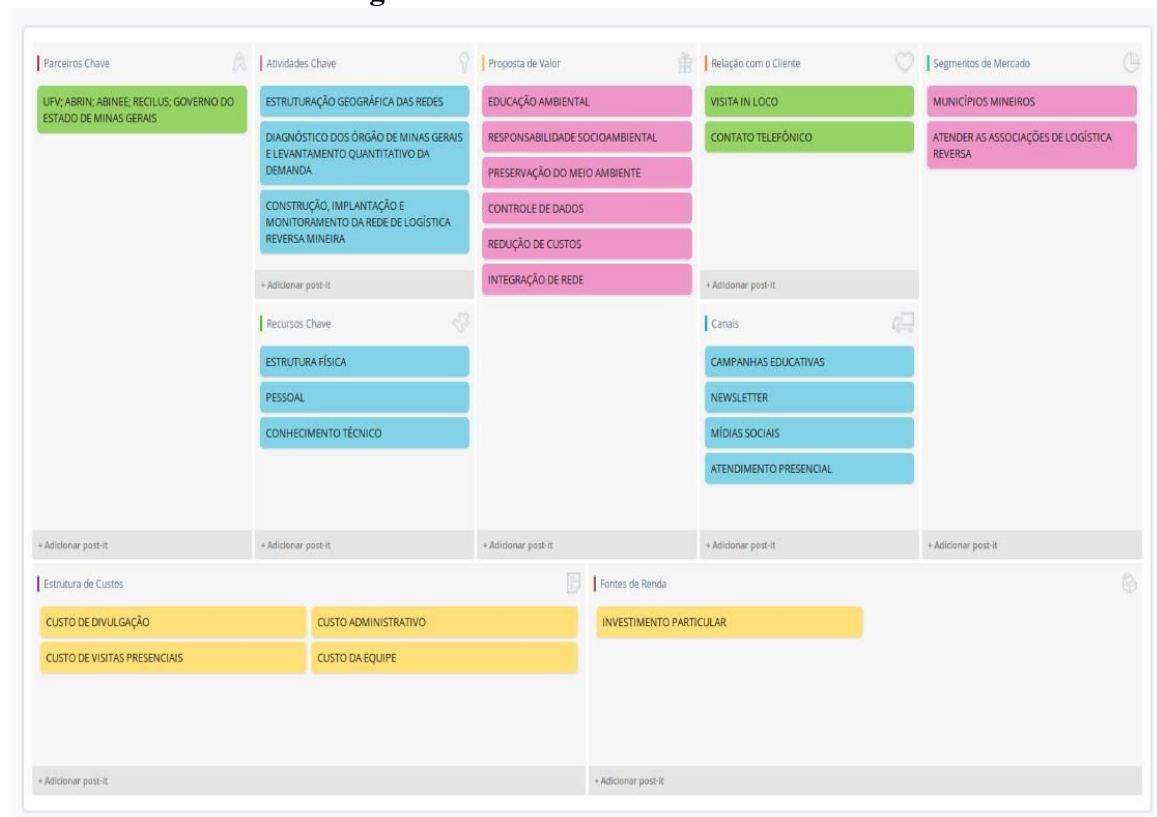 g
Parceiros Chave
UFV; ABRIN; ABINEE; RECILUS; GOVERNO DO
ESTADO DE MINAS GERAIS
+ Adicionar post-it
Atividades Chave
ESTRUTURAÇÃO GEOGRÁFICA DAS REDES
DIAGNÓSTICO DOS ÓRGÃO DE MINAS GERAIS
E LEVANTAMENTO QUANTITATIVO DA
DEMANDA
CONSTRUÇÃO, IMPLANTAÇÃO E
MONITORAMENTO DA REDE DE LOGÍSTICA
REVERSA MINEIRA
+ Adicionar post-it
Recursos Chave
ESTRUTURA FÍSICA
PESSOAL
CONHECIMENTO TÉCNICO
+ Adicionar post-it
Proposta de Valor
EDUCAÇÃO AMBIENTAL
RESPONSABILIDADE SOCIOAMBIENTAL
PRESERVAÇÃO DO MEIO AMBIENTE
CONTROLE DE DADOS
REDUÇÃO DE CUSTOS
INTEGRAÇÃO DE REDE
+ Adicionar post-it
Relação com o Cliente
VISITA IN LOCO
CONTATO TELEFÔNICO
+ Adicionar post-it
Canais
CAMPANHAS EDUCATIVAS
NEWSLETTER
MÍDIAS SOCIAIS
ATENDIMENTO PRESENCIAL
+ Adicionar post-it
Segmentos de Mercado
MUNICÍPIOS MINEIROS
ATENDER AS ASSOCIAÇÕES DE LOGÍSTICA
REVERSA
+ Adicionar post-it
Estrutura de Custos
CUSTO DE DIVULGAÇÃO
CUSTO ADMINISTRATIVO
CUSTO DE VISITAS PRESENCIAIS
CUSTO DA EQUIPE
+ Adicionar post-it
Fontes de Renda
INVESTIMENTO PARTICULAR
+ Adicionar post-it